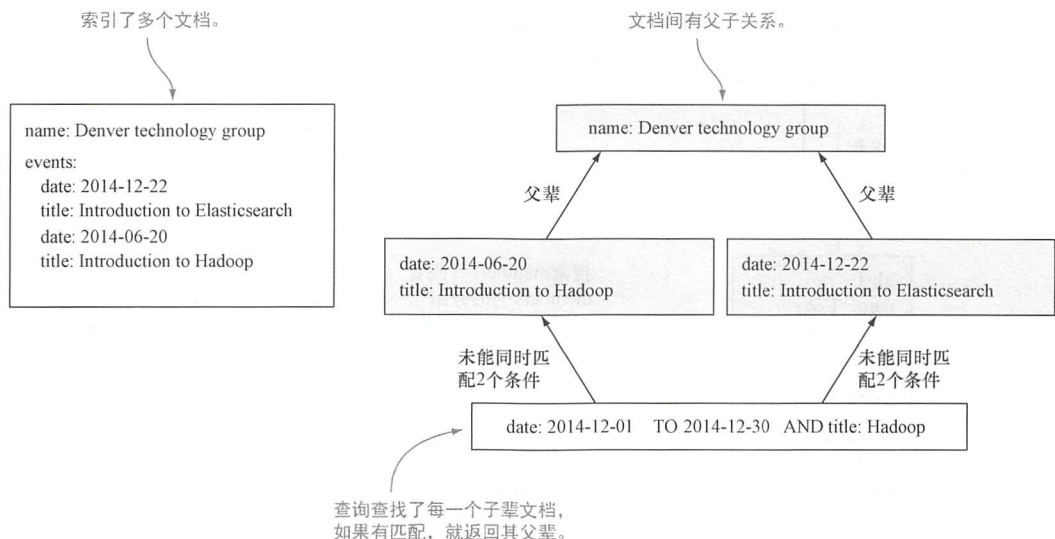 索引了多个文档。
文档间有父子关系。
name: Denver technology group
events:
date: 2014-12-22
title: Introduction to Elasticsearch
date: 2014-06-20
title: Introduction to Hadoop
name: Denver technology group
父辈
父辈
date: 2014-06-20
title: Introduction to Hadoop
date: 2014-12-22
title: Introduction to Elasticsearch
未能同时匹
配2个条件
未能同时匹
配2个条件
date: 2014-12-01 TO 2014-12-30 AND title: Hadoop
查询查找了每一个子辈文档，
如果有匹配，就返回其父辈。